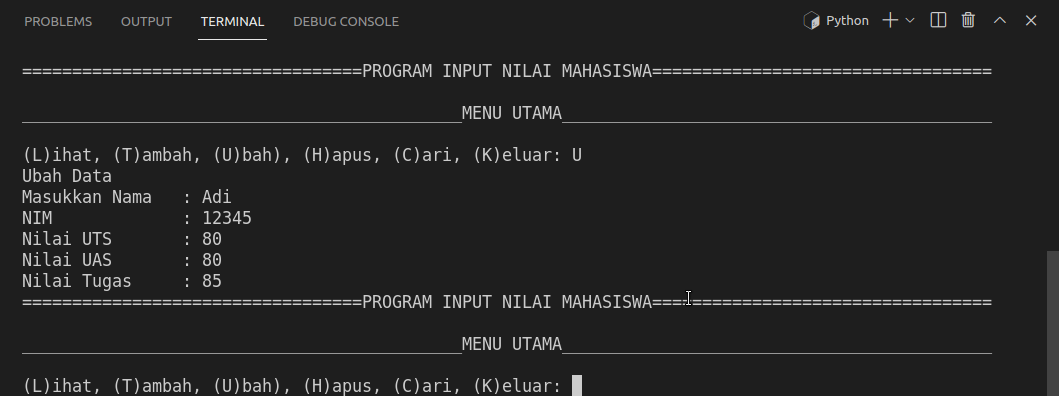 PROBLEMS OUTPUT TERMINAL DEBUG CONSOLE Python
==================================PROGRAM INPUT NILAI MAHASISWA==================================
____________________________________________MENU UTAMA___________________________________________
(L)ihat, (T)ambah, (U)bah), (H)apus, (C)ari, (K)eluar: U
Ubah Data
Masukkan Nama   : Adi
NIM             : 12345
Nilai UTS       : 80
Nilai UAS       : 80
Nilai Tugas     : 85
==================================PROGRAM INPUT NILAI MAHASISWA==================================
____________________________________________MENU UTAMA___________________________________________
(L)ihat, (T)ambah, (U)bah), (H)apus, (C)ari, (K)eluar: